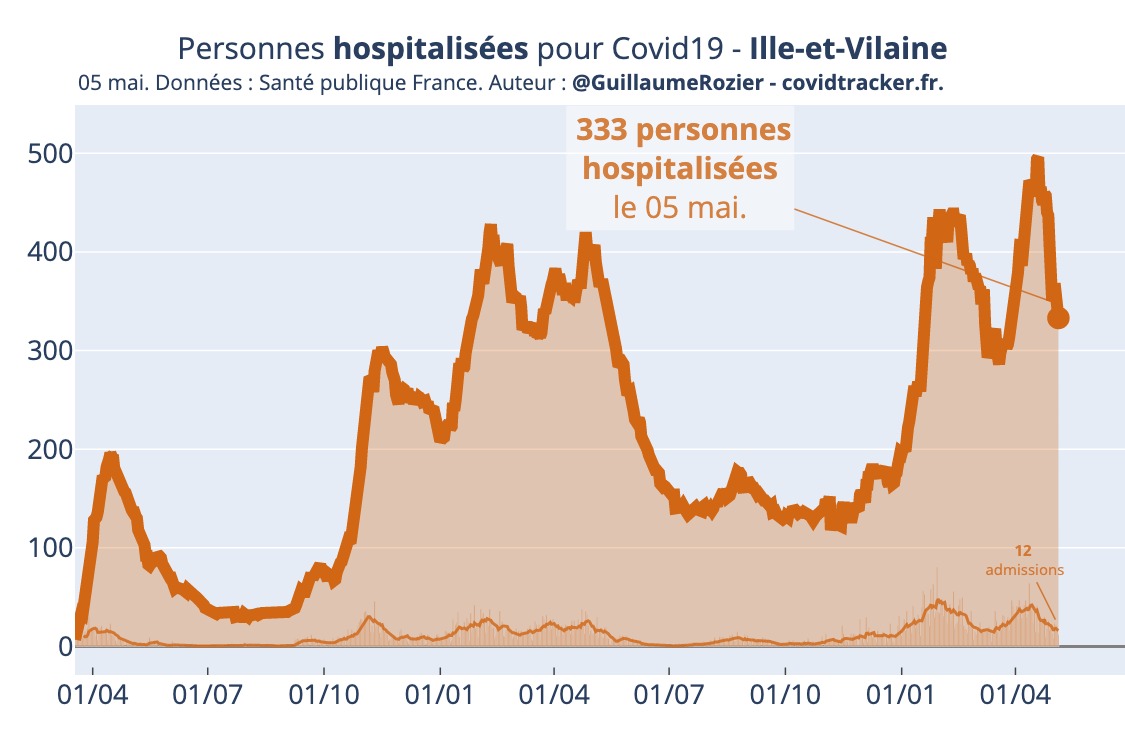 Personnes hospitalisées pour Covid19 - Ille-et-Vilaine
05 mai. Données : Santé publique France. Auteur : @GuillaumeRozier - covidtracker.fr.
333 personnes
hospitalisées
le 05 mai.
500
400
300
200
100
0
12
admissions
01/04 01/07 01/10 01/01 01/04 01/07 01/10 01/01 01/04